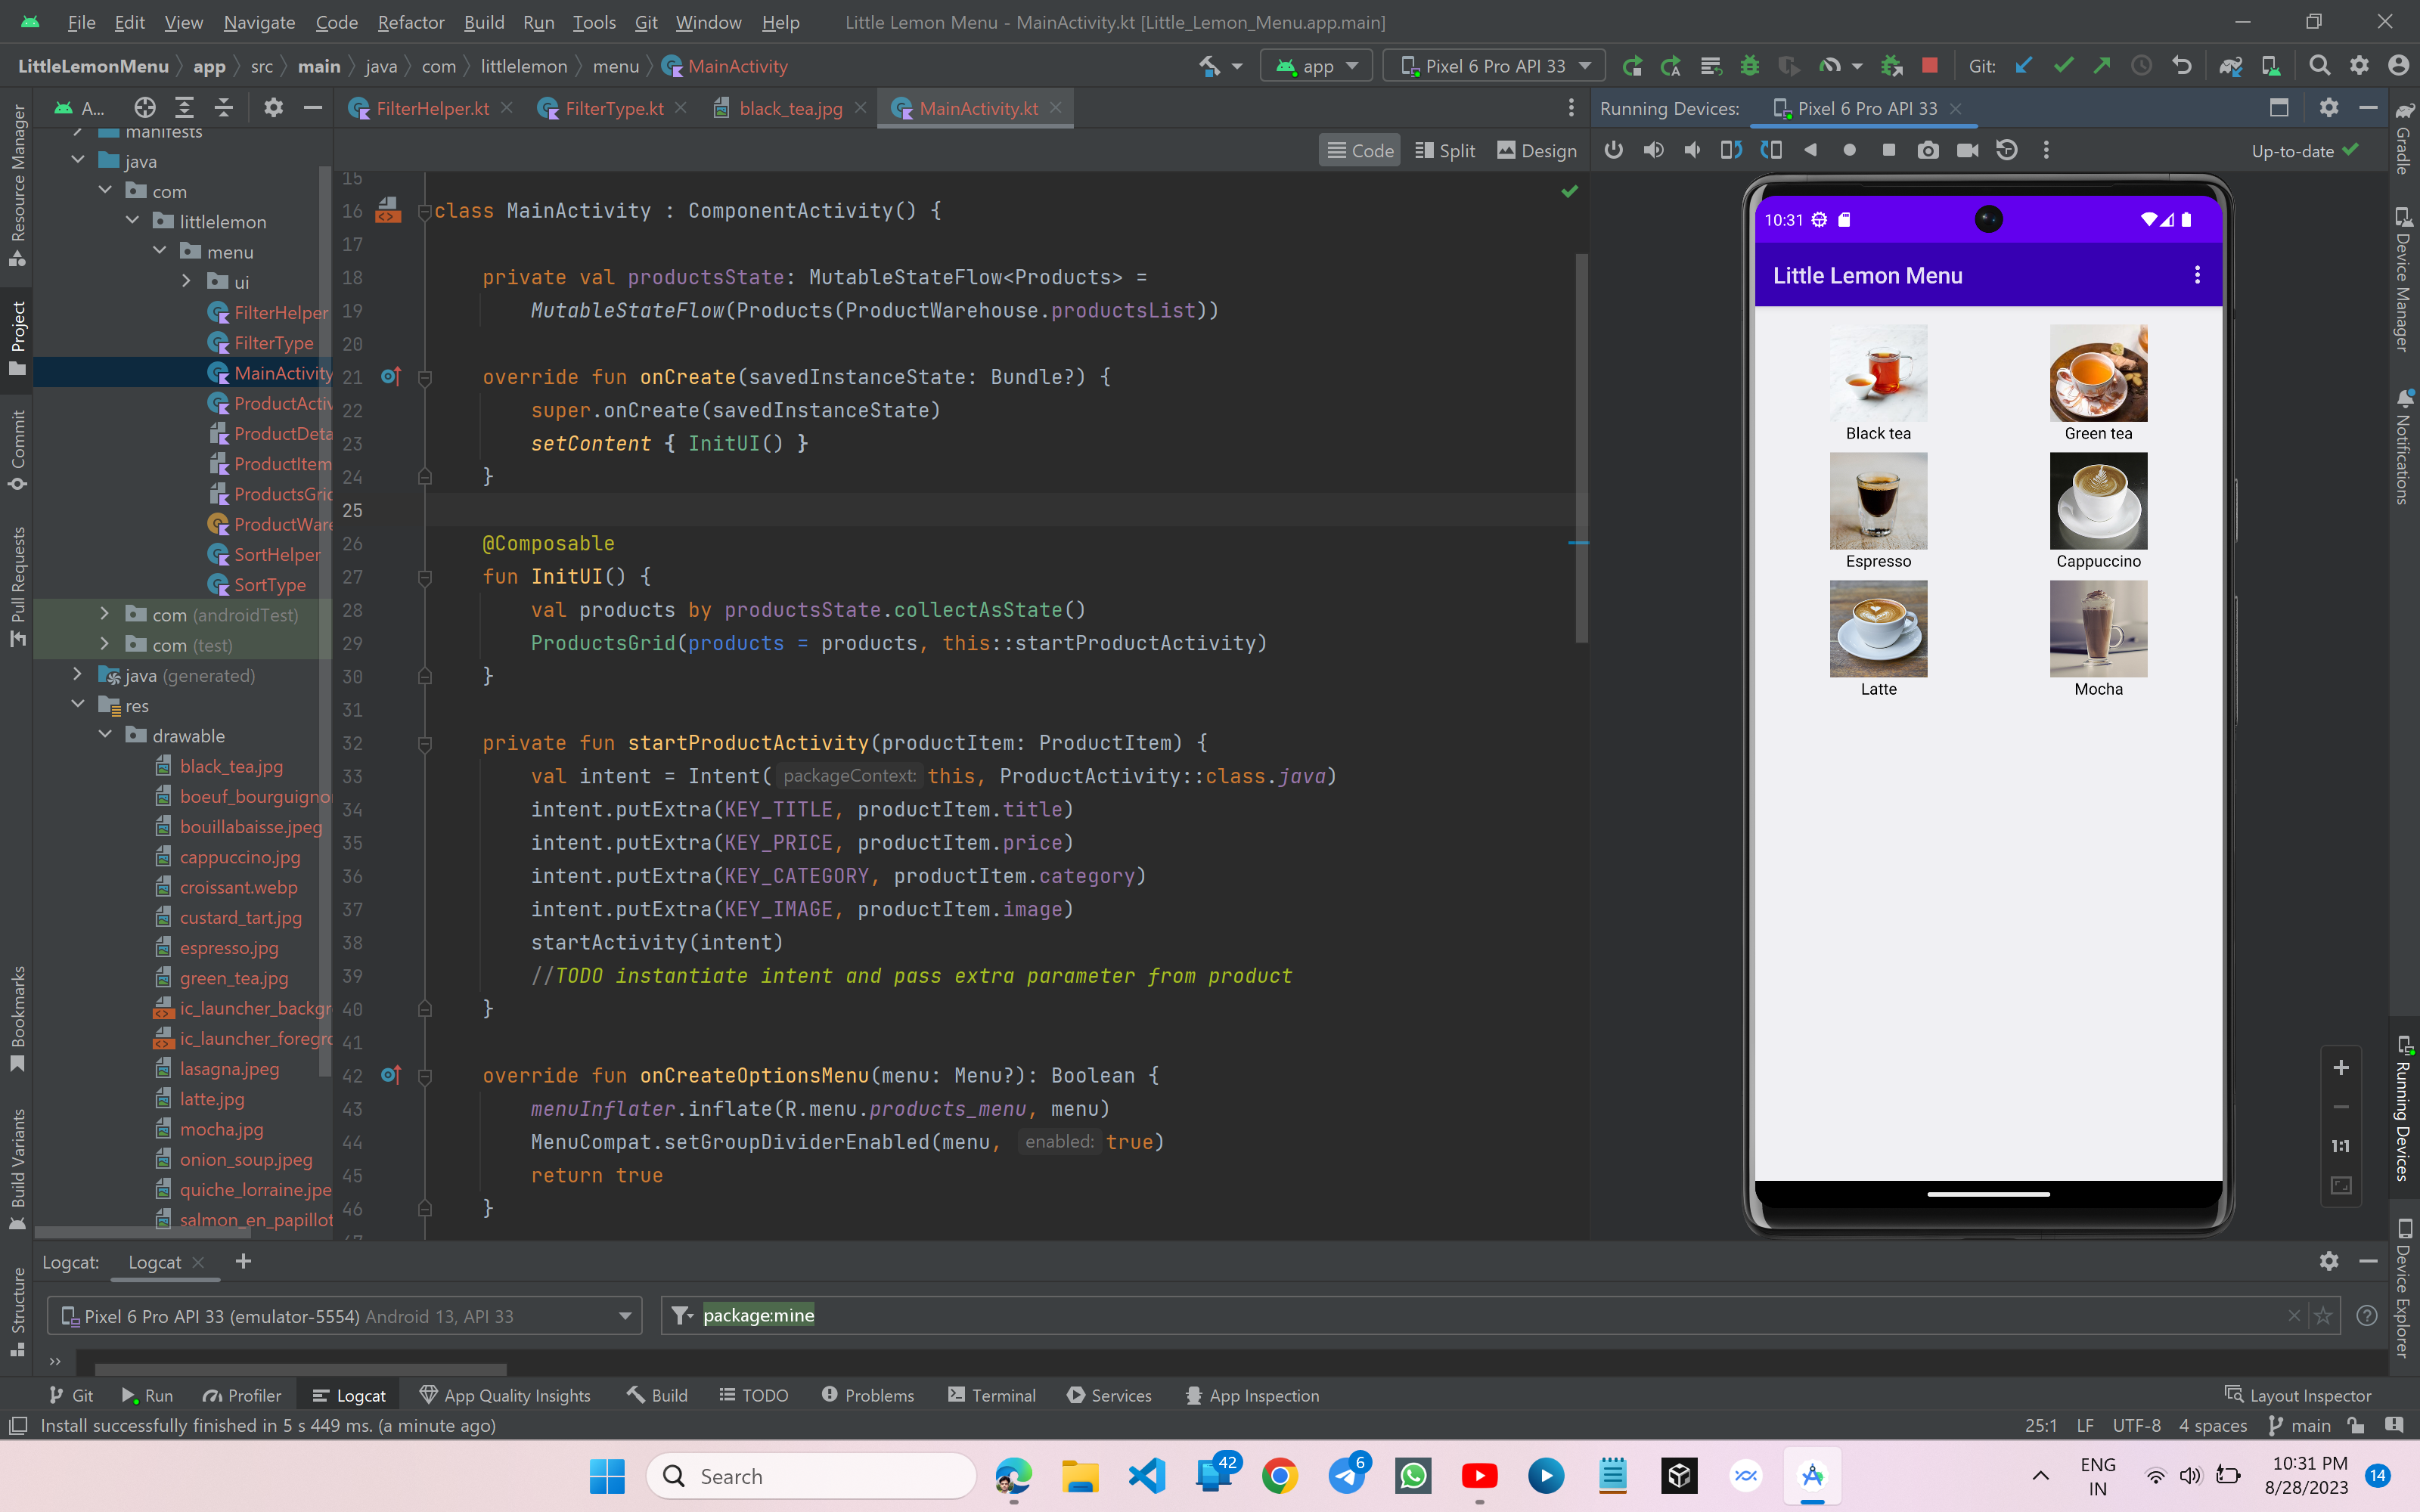 File Edit View Navigate Code Refactor Build Run Tools Git Window Help Little Lemon Menu - MainActivity.kt [Little_Lemon_Menu.app.main]
LittleLemonMenu app src main java com littlelemon menu MainActivity app Pixel 6 Pro API 33 Git:
A... FilterHelper.kt FilterType.kt black_tea.jpg MainActivity.kt Running Devices: Pixel 6 Pro API 33
Code Split Design Up-to-date
Resource Manager
Project
Commit
Pull Requests
Bookmarks
Build Variants
Structure
manifests
java
com
littlelemon
menu
ui
FilterHelper
FilterType
MainActivity
ProductActiv
ProductDeta
ProductItem
ProductsGrid
ProductWare
SortHelper
SortType
com (androidTest)
com (test)
java (generated)
res
drawable
black_tea.jpg
boeuf_bourguigno
bouillabaisse.jpeg
cappuccino.jpg
croissant.webp
custard_tart.jpg
espresso.jpg
green_tea.jpg
ic_launcher_backgr
ic_launcher_foregro
lasagna.jpeg
latte.jpg
mocha.jpg
onion_soup.jpeg
quiche_lorraine.jpe
salmon_en_papillot
15
16 class MainActivity : ComponentActivity() {
17
18 private val productsState: MutableStateFlow<Products> =
19 MutableStateFlow(Products(ProductWarehouse.productsList))
20
21 override fun onCreate(savedInstanceState: Bundle?) {
22 super.onCreate(savedInstanceState)
23 setContent { InitUI() }
24 }
25
26 @Composable
27 fun InitUI() {
28 val products by productsState.collectAsState()
29 ProductsGrid(products = products, this::startProductActivity)
30 }
31
32 private fun startProductActivity(productItem: ProductItem) {
33 val intent = Intent( packageContext: this, ProductActivity::class.java)
34 intent.putExtra(KEY_TITLE, productItem.title)
35 intent.putExtra(KEY_PRICE, productItem.price)
36 intent.putExtra(KEY_CATEGORY, productItem.category)
37 intent.putExtra(KEY_IMAGE, productItem.image)
38 startActivity(intent)
39 //TODO instantiate intent and pass extra parameter from product
40 }
41
42 override fun onCreateOptionsMenu(menu: Menu?): Boolean {
43 menuInflater.inflate(R.menu.products_menu, menu)
44 MenuCompat.setGroupDividerEnabled(menu, enabled: true)
45 return true
46 }
47
10:31
Little Lemon Menu
Black tea Green tea
Espresso Cappuccino
Latte Mocha
1:1
Gradle
Device Manager
Notifications
Running Devices
Device Explorer
Logcat: Logcat
Pixel 6 Pro API 33 (emulator-5554) Android 13, API 33 package:mine
Git Run Profiler Logcat App Quality Insights Build TODO Problems Terminal Services App Inspection Layout Inspector
Install successfully finished in 5 s 449 ms. (a minute ago) 25:1 LF UTF-8 4 spaces main
Search 42 6 ENG IN 10:31 PM 8/28/2023 14